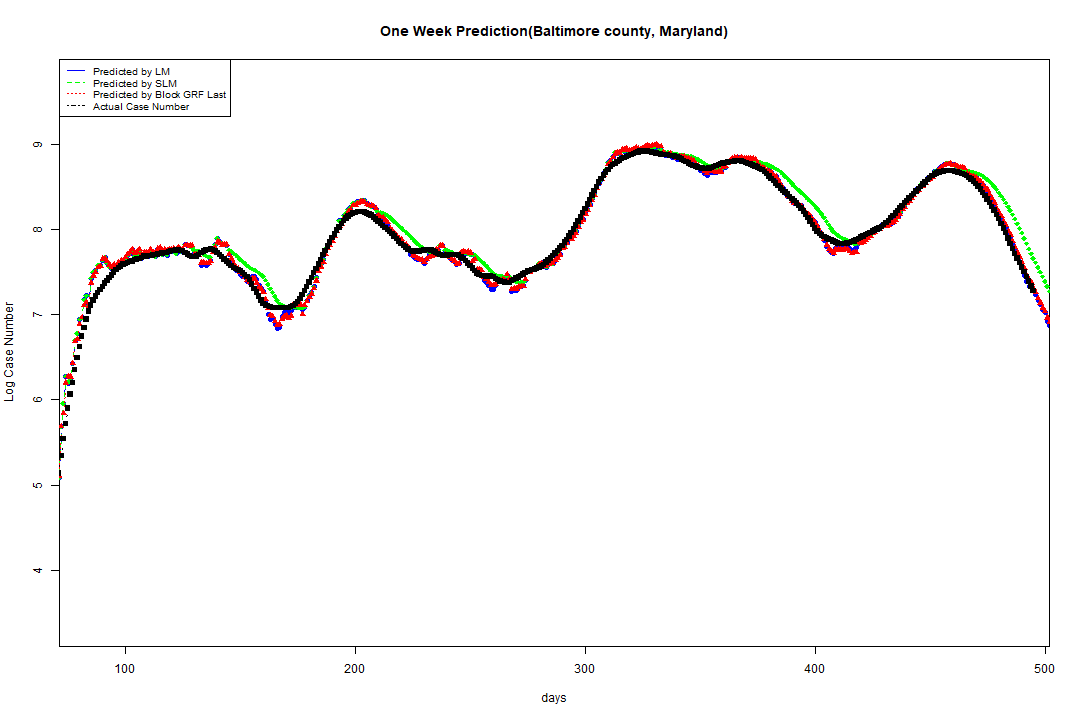 One Week Prediction(Baltimore county, Maryland)
Predicted by LM
Predicted by SLM
Predicted by Block GRF Last
Actual Case Number
9
8
7
6
5
4
Log Case Number
100 200 300 400 500
days